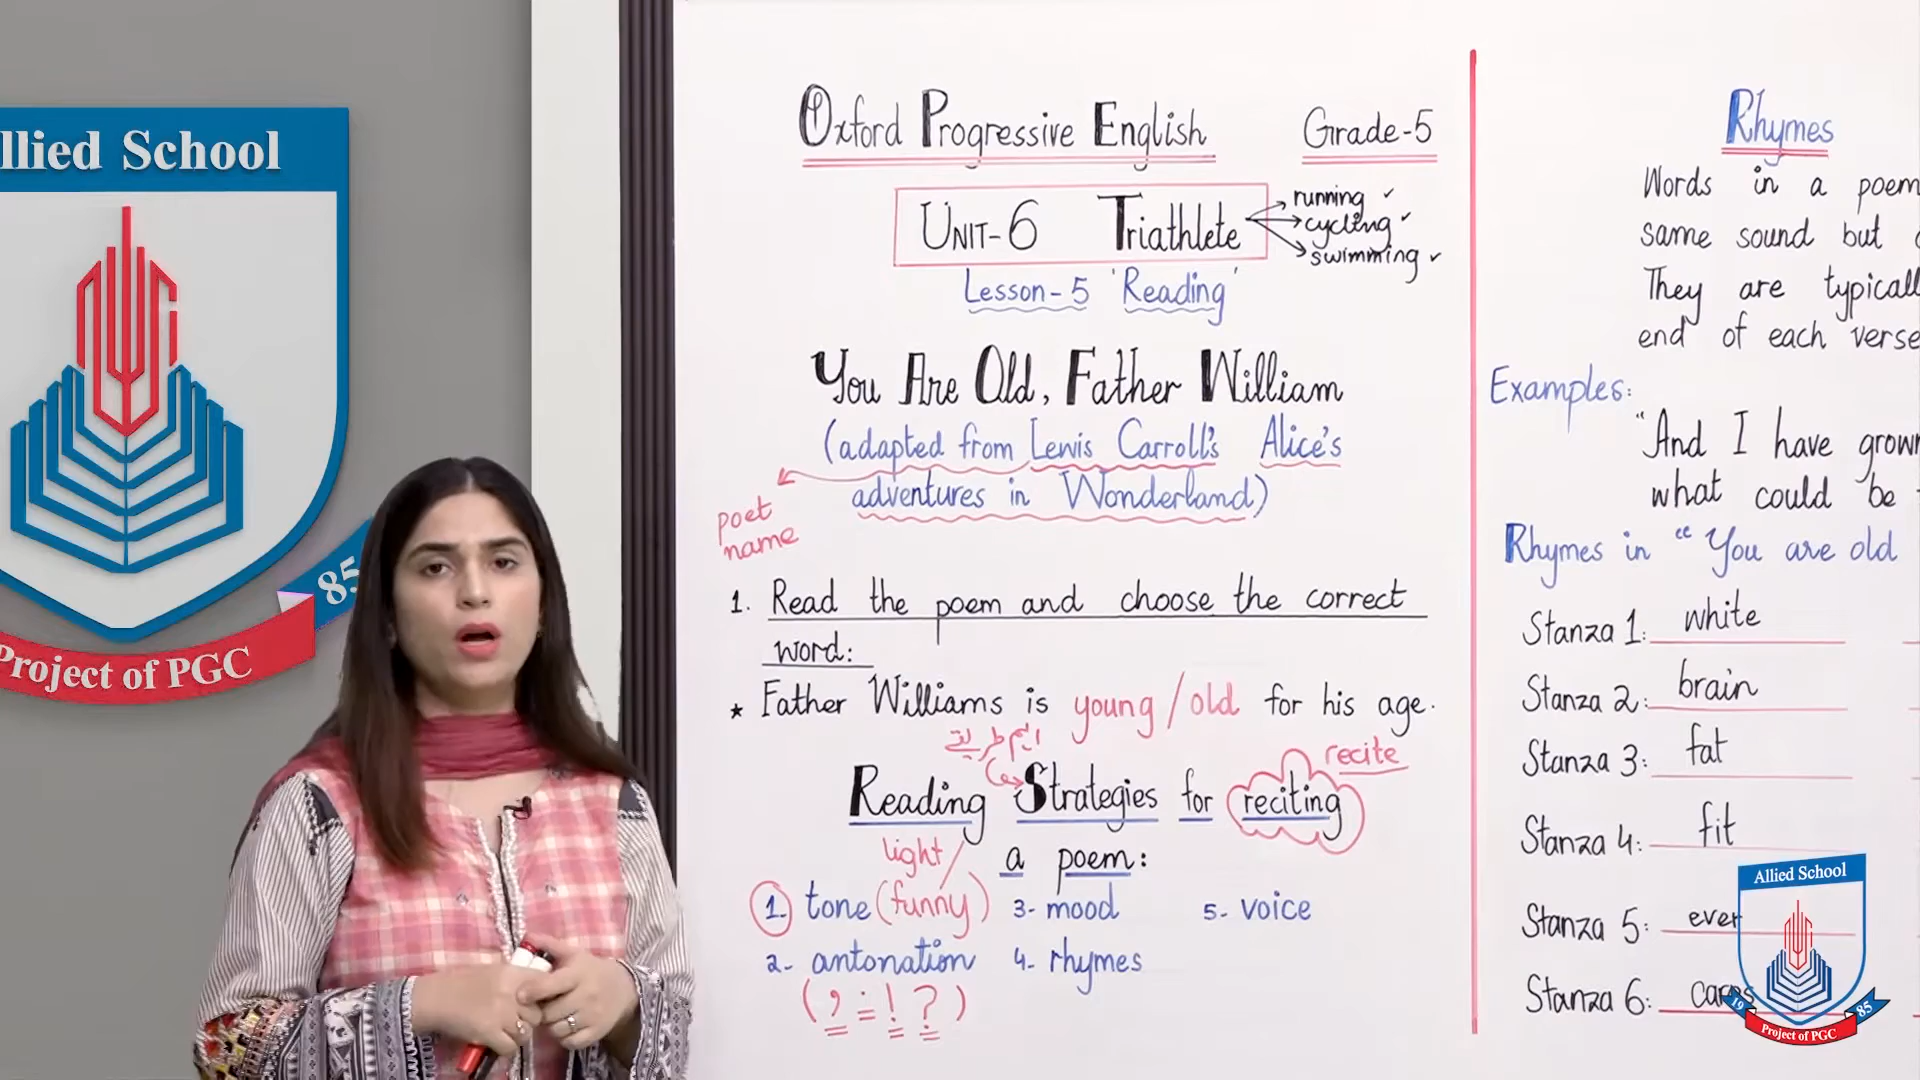 llied School
85
Project of PGC
Oxford Progressive English Grade-5
Unit-6 Triathlete
running ✓
cycling ✓
swimming ✓
Lesson-5 'Reading'
You Are Old, Father William
(adapted from Lewis Carroll's Alice's
adventures in Wonderland)
poet
name
1. Read the poem and choose the correct
word:
* Father Williams is young / old for his age.
recite
Reading Strategies for reciting
light /
a poem:
1. tone (funny) 3- mood 5- voice
2- antonation 4- rhymes
( , : ! ? )
Rhymes
Words in a poem
same sound but
They are typicall
end of each verse
Examples:
"And I have grown
what could be
Rhymes in "You are old
Stanza 1: white
Stanza 2: brain
Stanza 3: fat
Stanza 4: fit
Stanza 5: ever
Stanza 6:
Allied School
19 85
Project of PGC